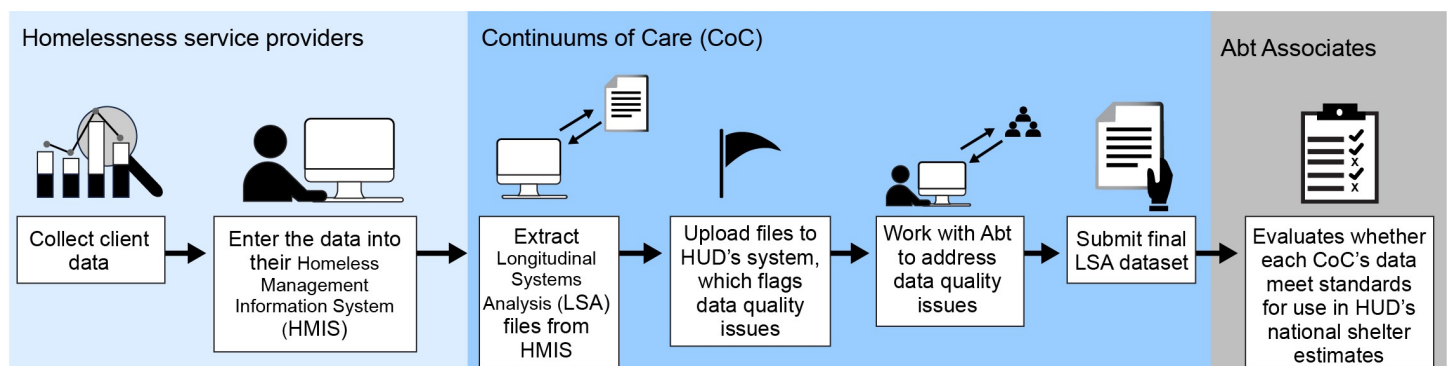 Homelessness service providers
Continuums of Care (CoC)
Abt Associates
Collect client
data
Enter the data into
their Homeless
Management
Information System
(HMIS)
Extract
Longitudinal
Systems
Analysis (LSA)
files from
HMIS
Upload files to
HUD's system,
which flags
data quality
issues
Work with Abt
to address
data quality
issues
Submit final
LSA dataset
Evaluates whether
each CoC's data
meet standards
for use in HUD's
national shelter
estimates